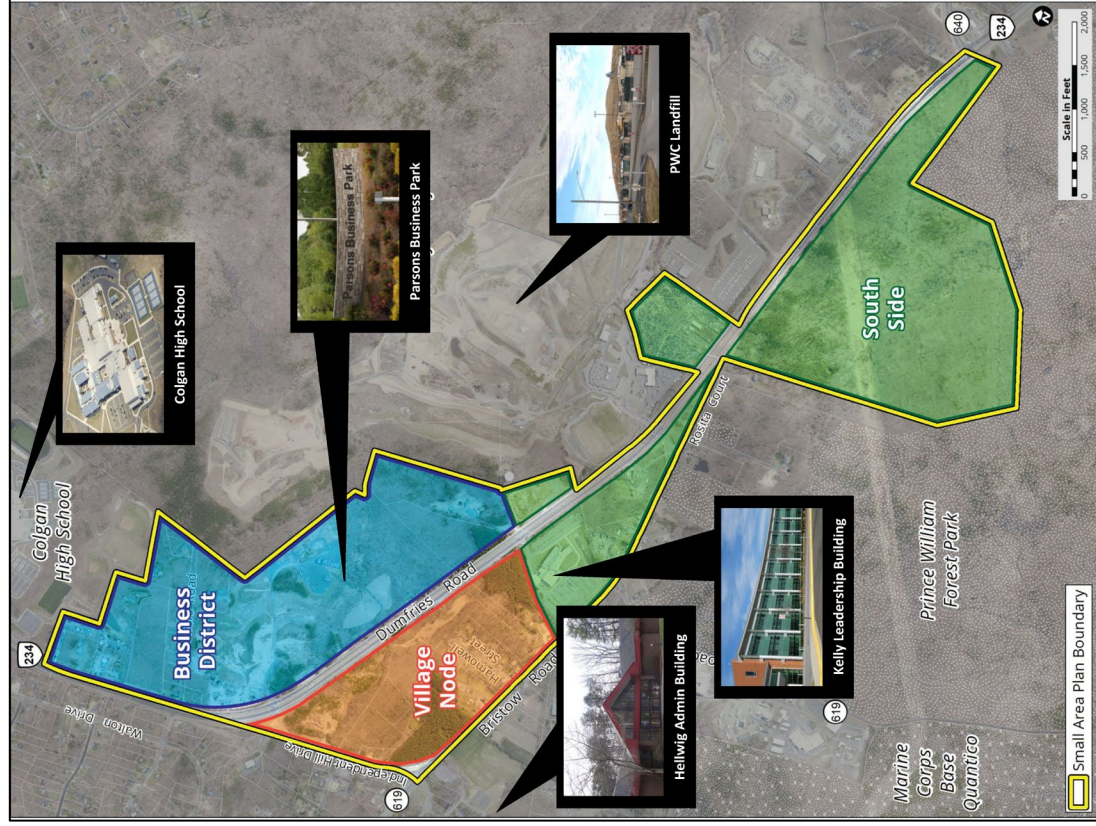 Colgan High School
Parsons Business Park
Parsons Business Park
PWC Landfill
Hellwig Admin Building
Kelly Leadership Building
Colgan
High School
234
Walton Drive
Business
District
Dumfries Road
Village
Node
Hamowell
Street
Independent Hill Drive
619
Bristow Road
Rosita Court
South
Side
640
234
619
Prince William
Forest Park
Marine
Corps
Base
Quantico
N
Scale in Feet
0 500 1,000 1,500 2,000
Small Area Plan Boundary